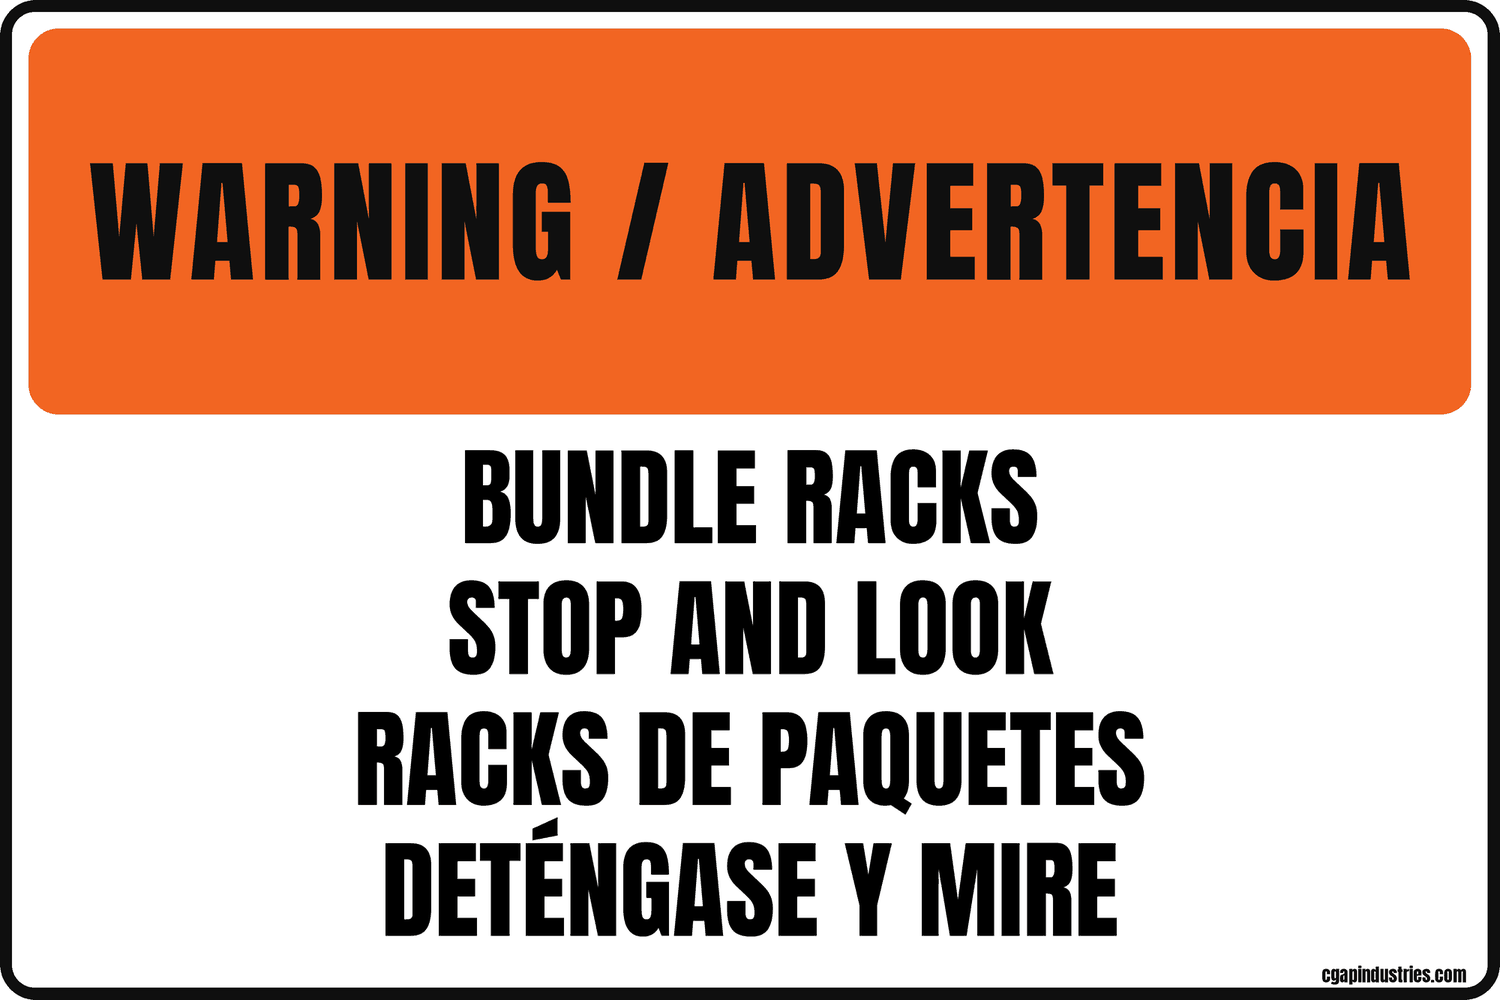 WARNING / ADVERTENCIA
BUNDLE RACKS
STOP AND LOOK
RACKS DE PAQUETES
DETÉNGASE Y MIRE
cgapindustries.com